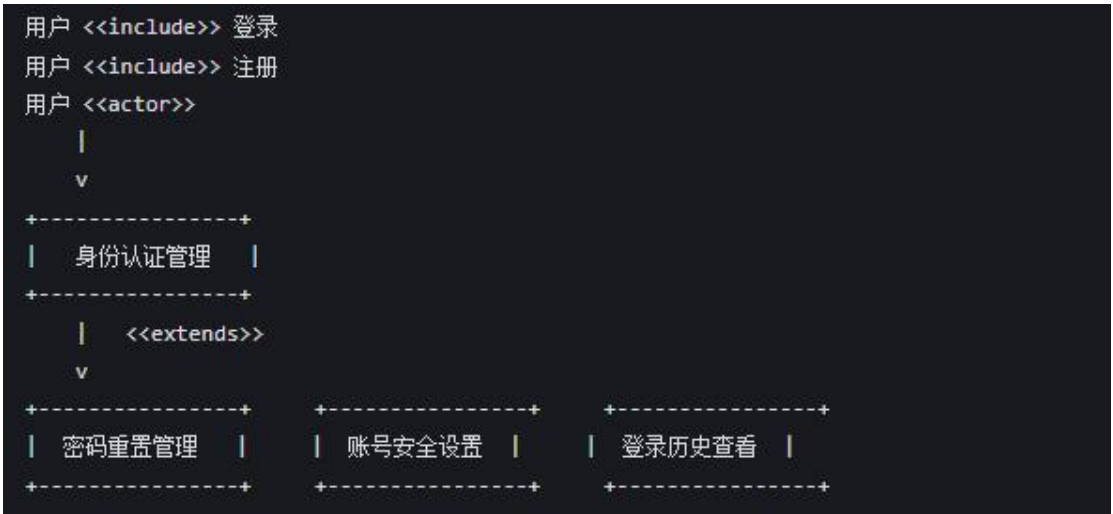 用户 <<include>> 登录
用户 <<include>> 注册
用户 <<actor>>
    |
    v
+----------------+
|   身份认证管理   |
+----------------+
    |   <<extends>>
    v
+----------------+     +----------------+     +----------------+
|  密码重置管理   |     |  账号安全设置  |     |  登录历史查看  |
+----------------+     +----------------+     +----------------+